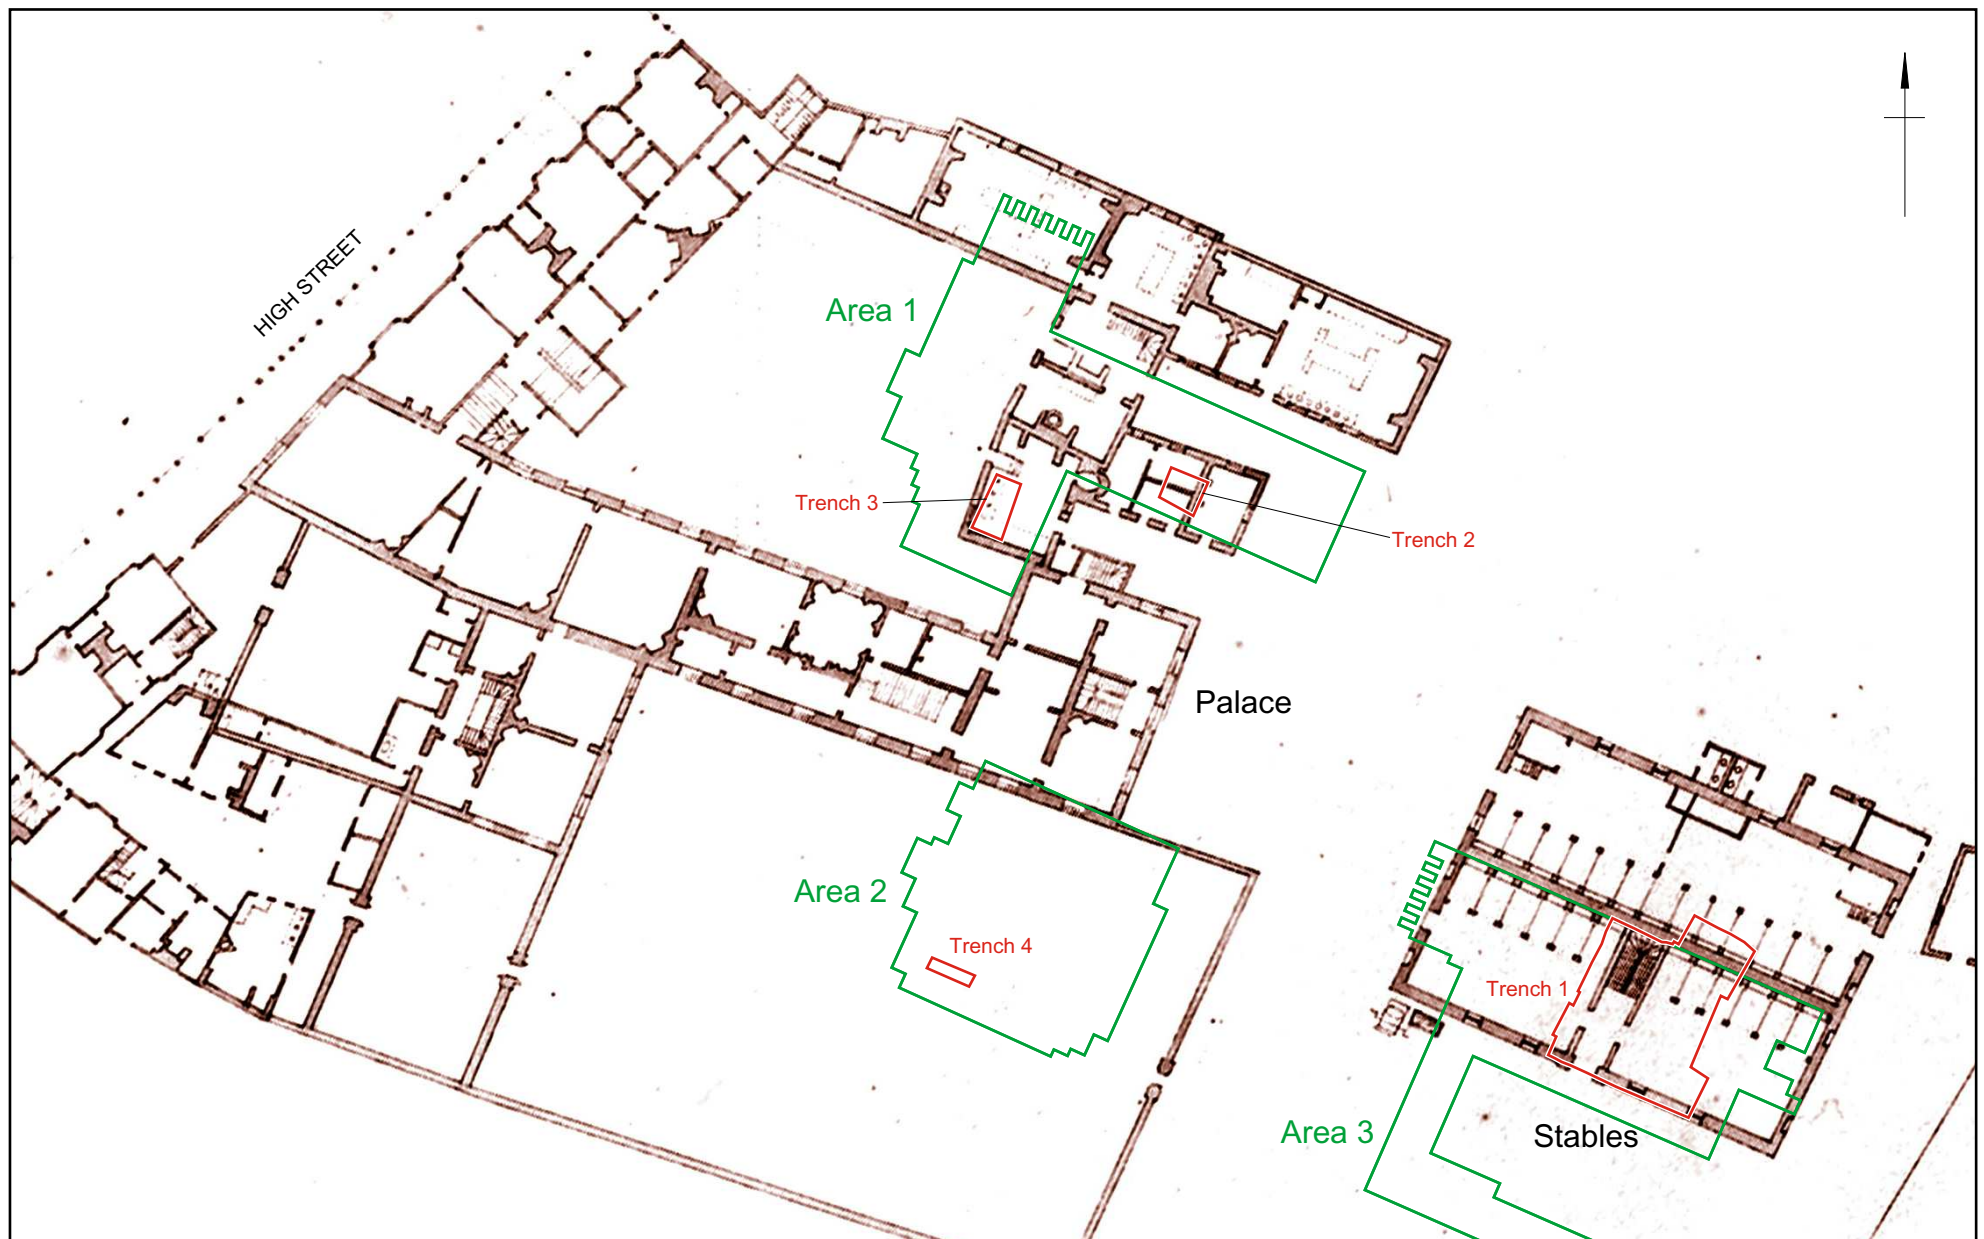 HIGH STREET
Area 1
Trench 3
Trench 2
Palace
Area 2
Trench 4
Trench 1
Area 3
Stables